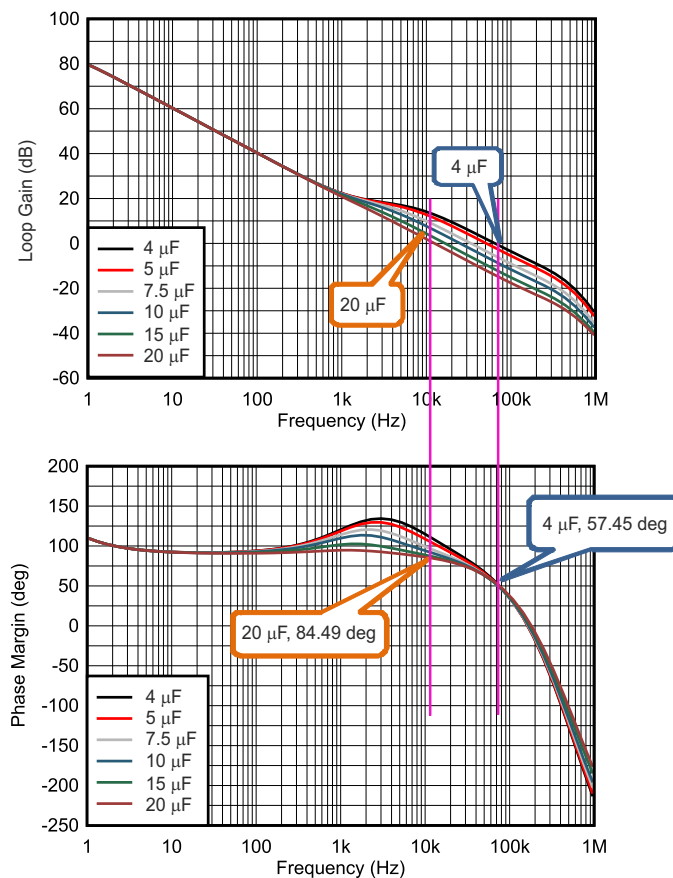 100
80
60
40
20
0
-20
-40
-60
Loop Gain (dB)
4 μF
20 μF
4 μF
5 μF
7.5 μF
10 μF
15 μF
20 μF
1 10 100 1k 10k 100k 1M
Frequency (Hz)
200
150
100
50
0
-50
-100
-150
-200
-250
Phase Margin (deg)
4 μF, 57.45 deg
20 μF, 84.49 deg
4 μF
5 μF
7.5 μF
10 μF
15 μF
20 μF
1 10 100 1k 10k 100k 1M
Frequency (Hz)